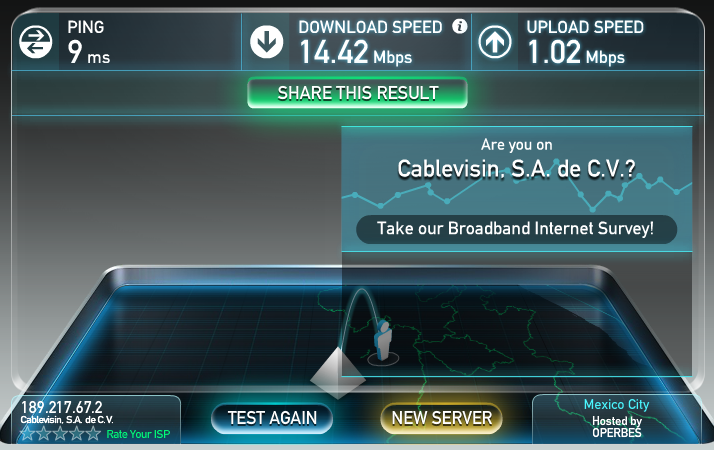 PING
9 ms
DOWNLOAD SPEED
14.42 Mbps
UPLOAD SPEED
1.02 Mbps
SHARE THIS RESULT
Are you on
Cablevisin, S.A. de C.V.?
Take our Broadband Internet Survey!
189.217.67.2
Cablevisin, S.A. de C.V.
Rate Your ISP
TEST AGAIN
NEW SERVER
Mexico City
Hosted by
OPERBES